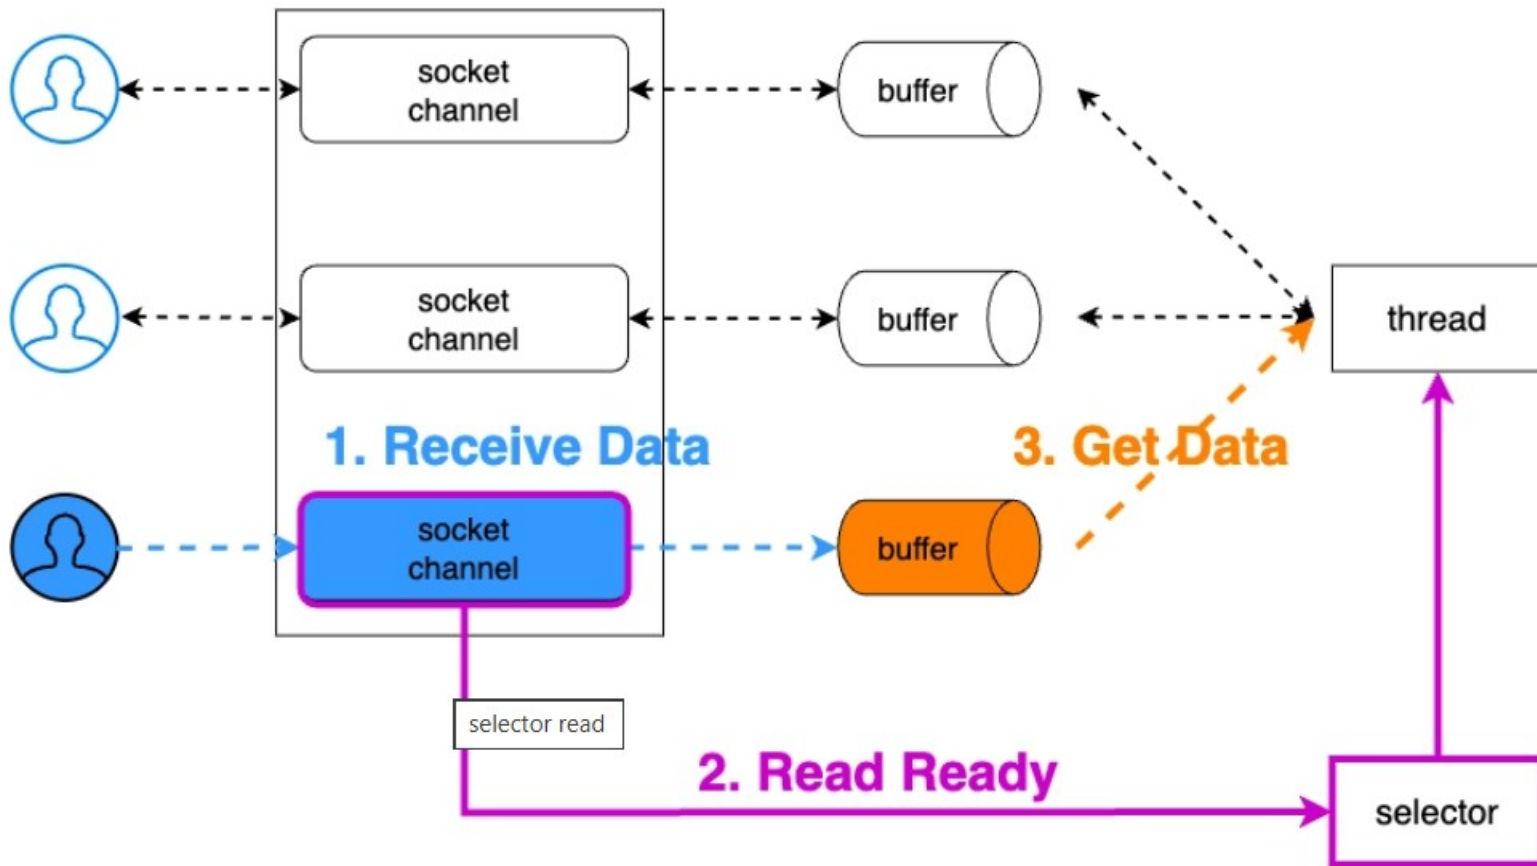 socket
channel
buffer
socket
channel
buffer
thread
1. Receive Data
3. Get Data
socket
channel
buffer
selector read
2. Read Ready
selector